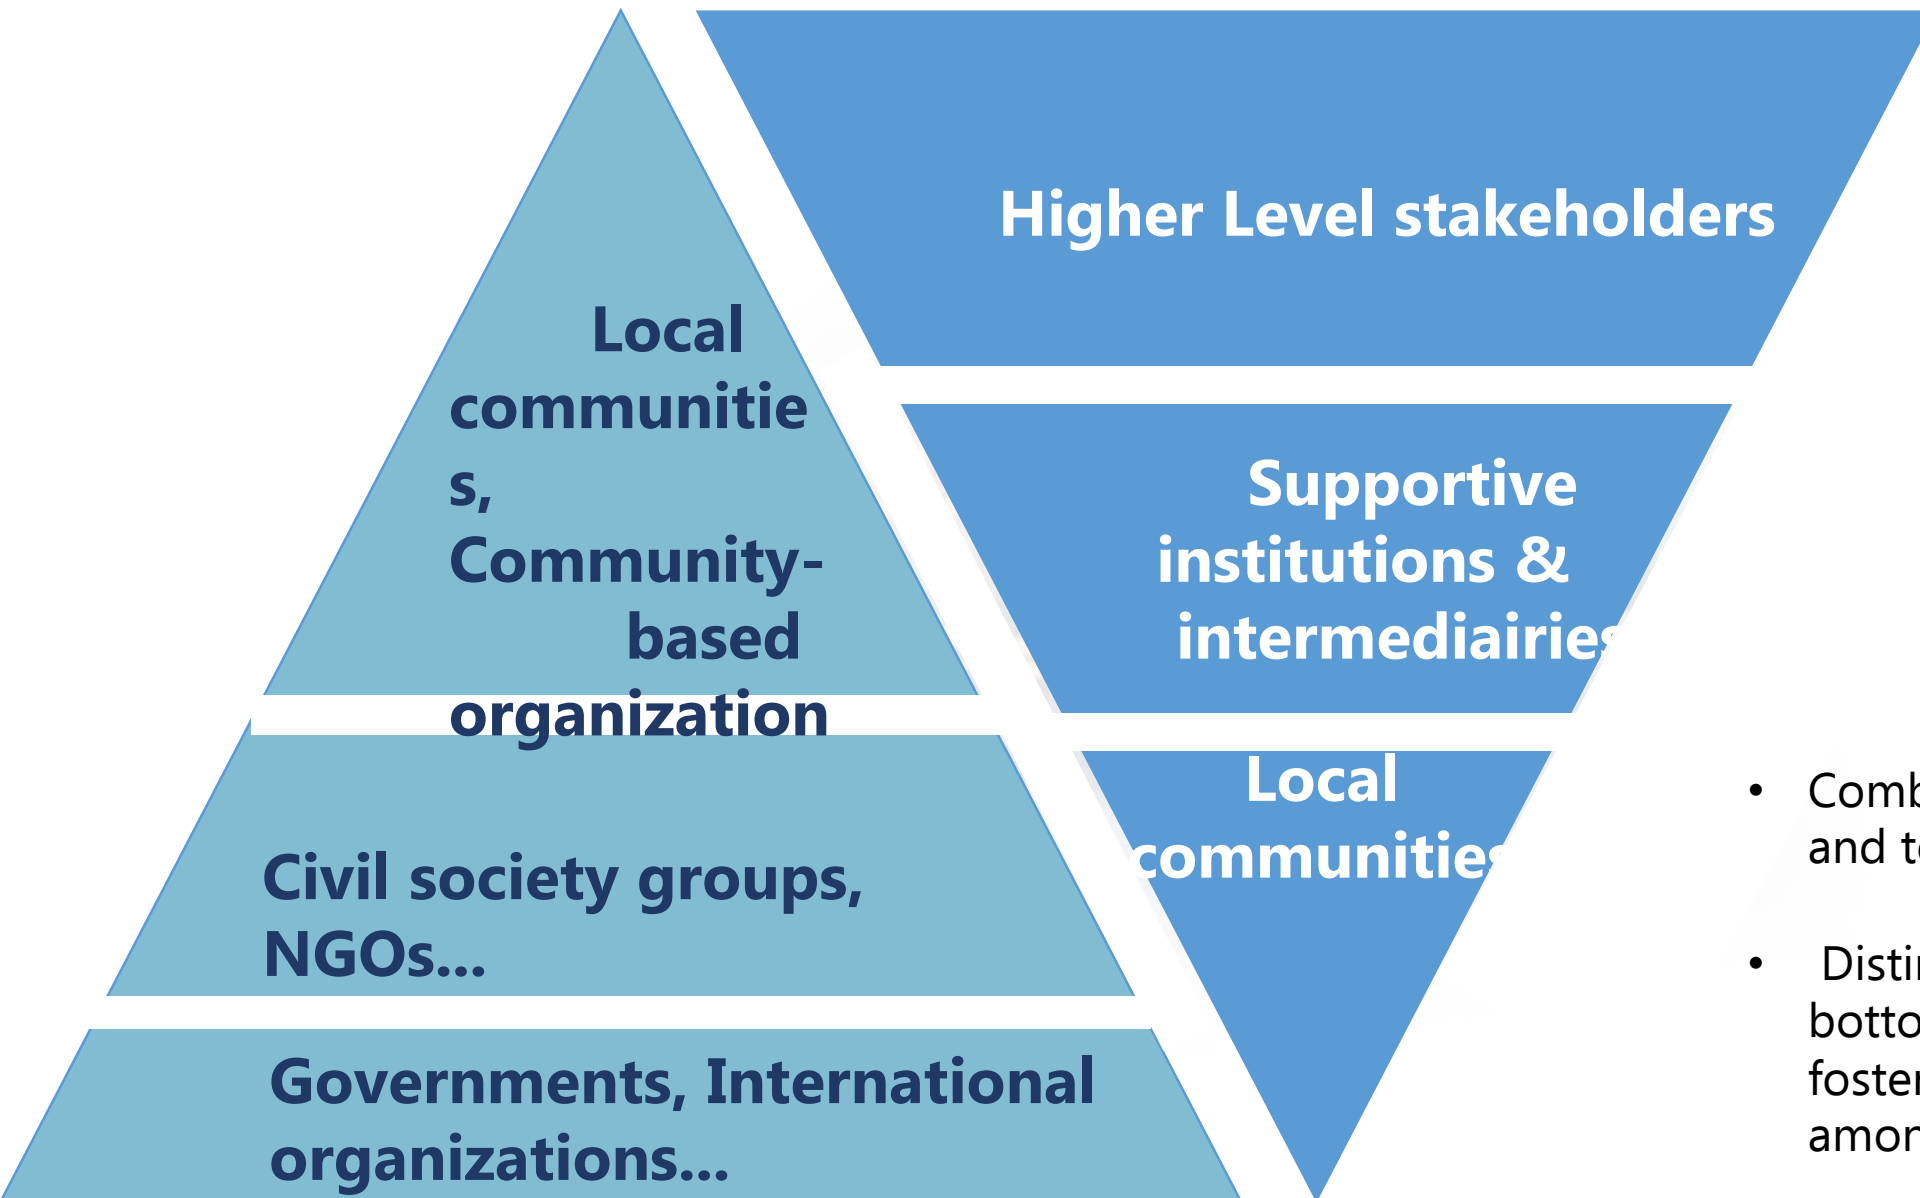 Local
communitie
s,
Community-
based
organization
Civil society groups,
NGOs...
Governments, International
organizations...
Higher Level stakeholders
Supportive
institutions &
intermediairies
Local
communities
•
and
•